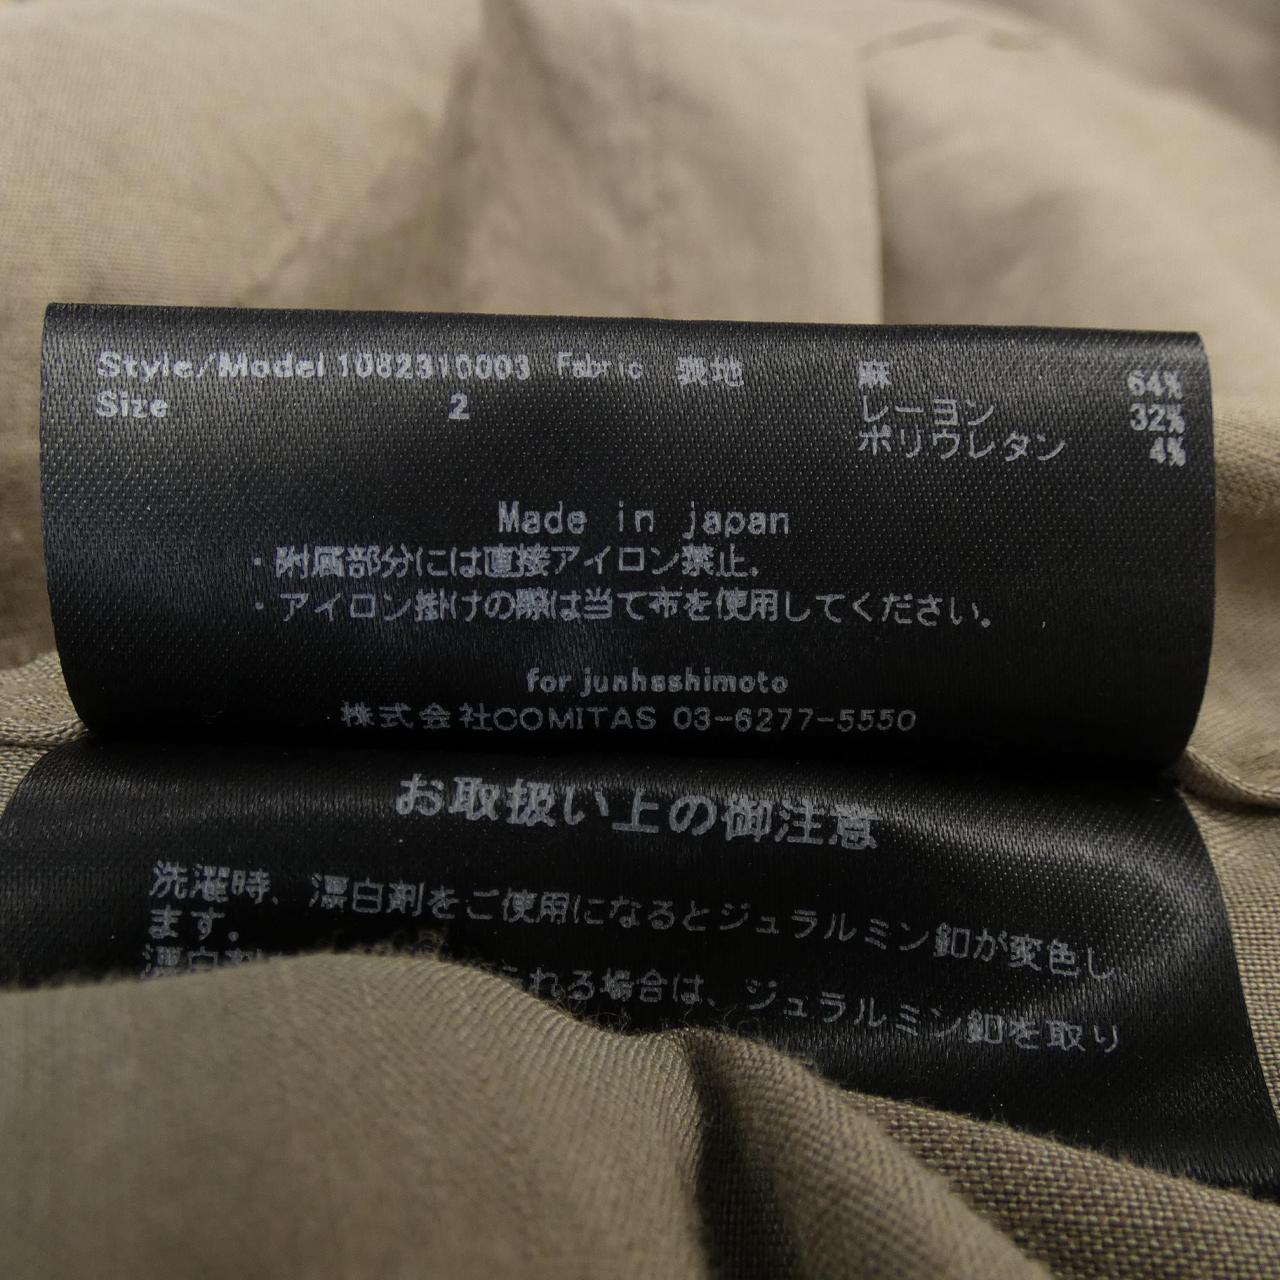 Style/Model 1082310003 Fabric 表地 麻 64%
Size 2 レーヨン 32%
ポリウレタン 4%
Made in japan
・附属部分には直接アイロン禁止.
・アイロン掛けの際は当て布を使用してください。
for junhashimoto
株式会社COMITAS 03-6277-5550
お取扱い上の御注意
洗濯時、漂白剤をご使用になるとジュラルミン釦が変色し
ます。
漂白剤 られる場合は、ジュラルミン釦を取り